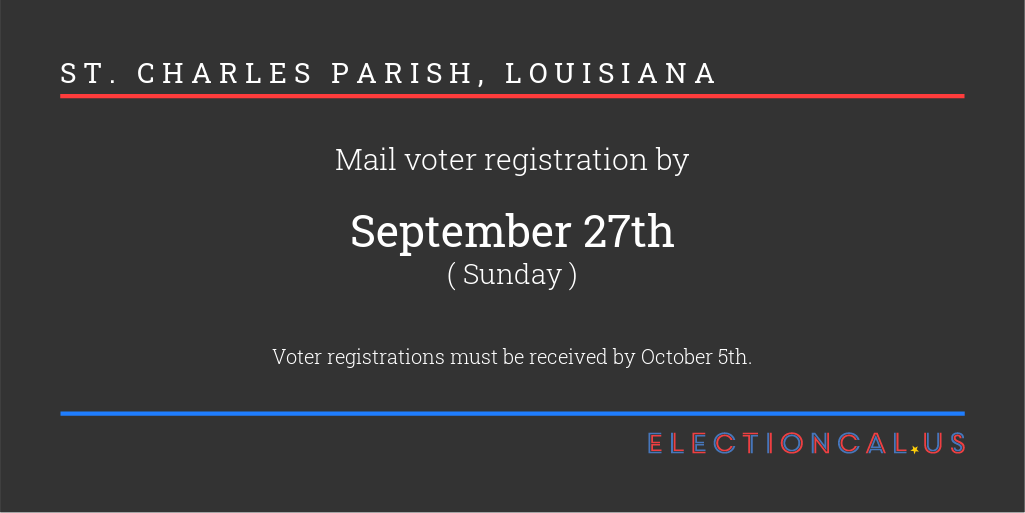 ST. CHARLES PARISH, LOUISIANA
Mail voter registration by
September 27th
( Sunday )
Voter registrations must be received by October 5th.
ELECTIONCAL.US